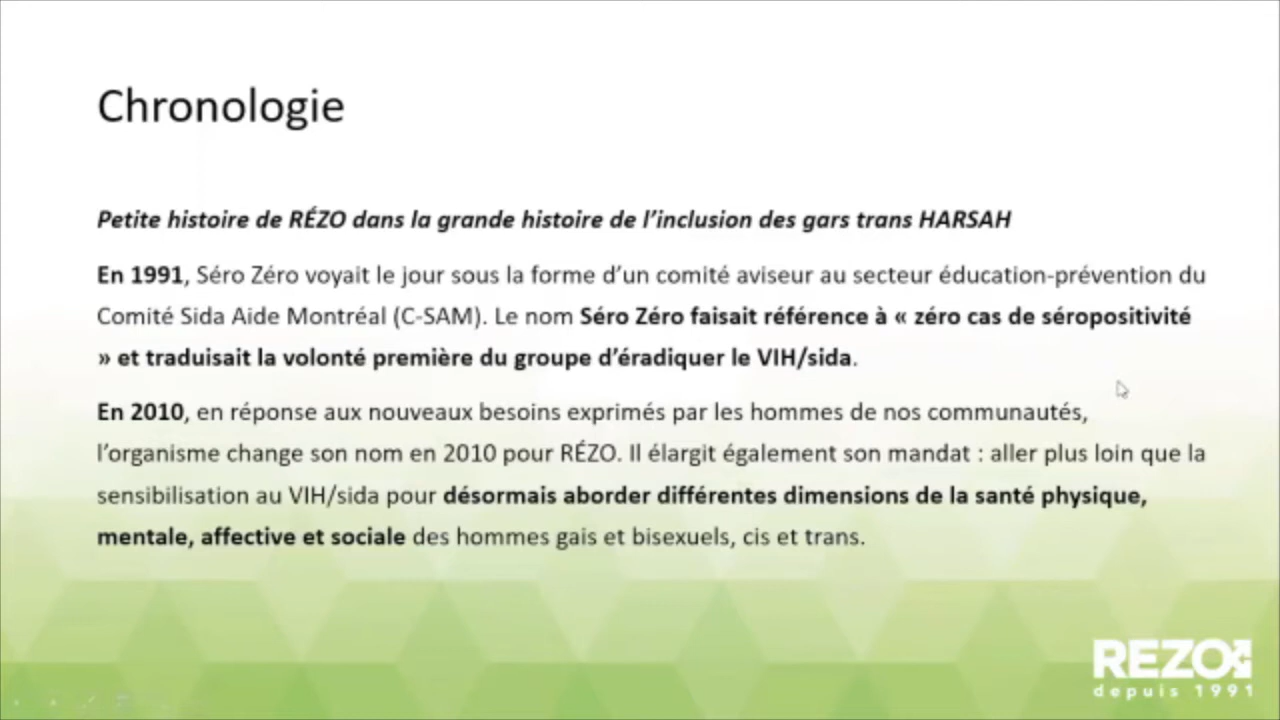 Chronologie
Petite histoire de RÉZO dans la grande histoire de l’inclusion des gars trans HARSAH
En 1991, Séro Zéro voyait le jour sous la forme d’un comité aviseur au secteur éducation-prévention du
Comité Sida Aide Montréal (C-SAM). Le nom Séro Zéro faisait référence à « zéro cas de séropositivité
» et traduisait la volonté première du groupe d’éradiquer le VIH/sida.
En 2010, en réponse aux nouveaux besoins exprimés par les hommes de nos communautés,
l’organisme change son nom en 2010 pour RÉZO. Il élargit également son mandat : aller plus loin que la
sensibilisation au VIH/sida pour désormais aborder différentes dimensions de la santé physique,
mentale, affective et sociale des hommes gais et bisexuels, cis et trans.
REZO
depuis 1991